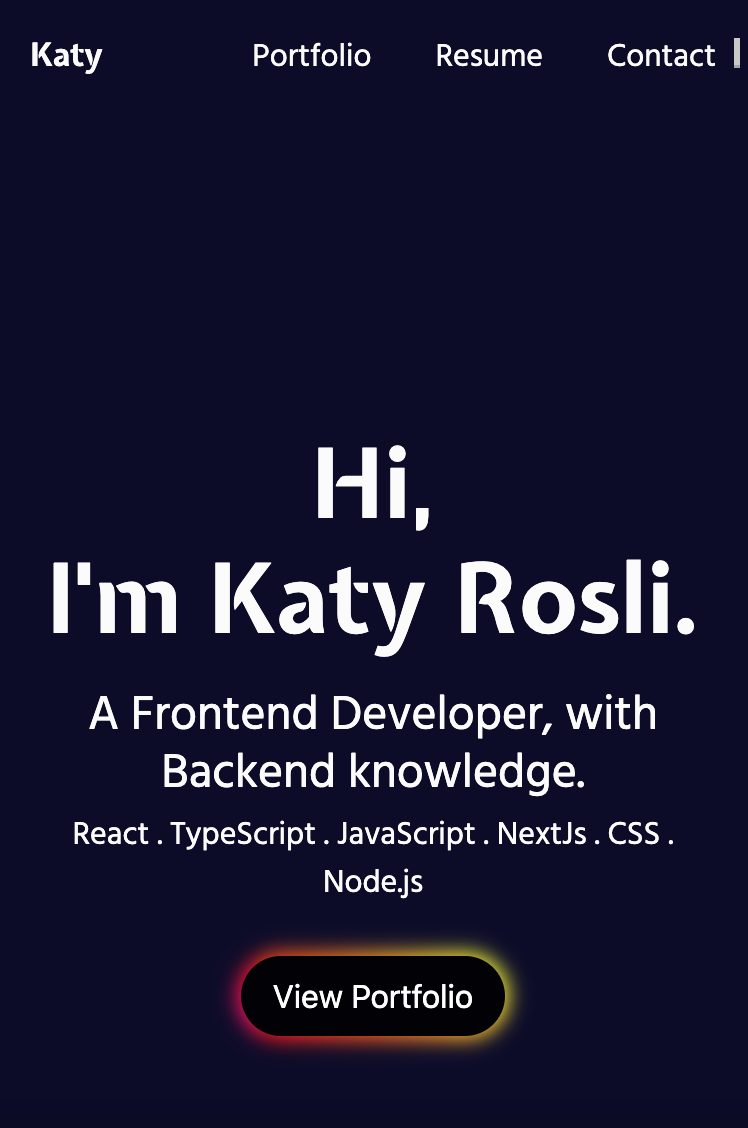 Katy Portfolio Resume Contact
Hi,
I'm Katy Rosli.
A Frontend Developer, with
Backend knowledge.
React . TypeScript . JavaScript . NextJs . CSS .
Node.js
View Portfolio